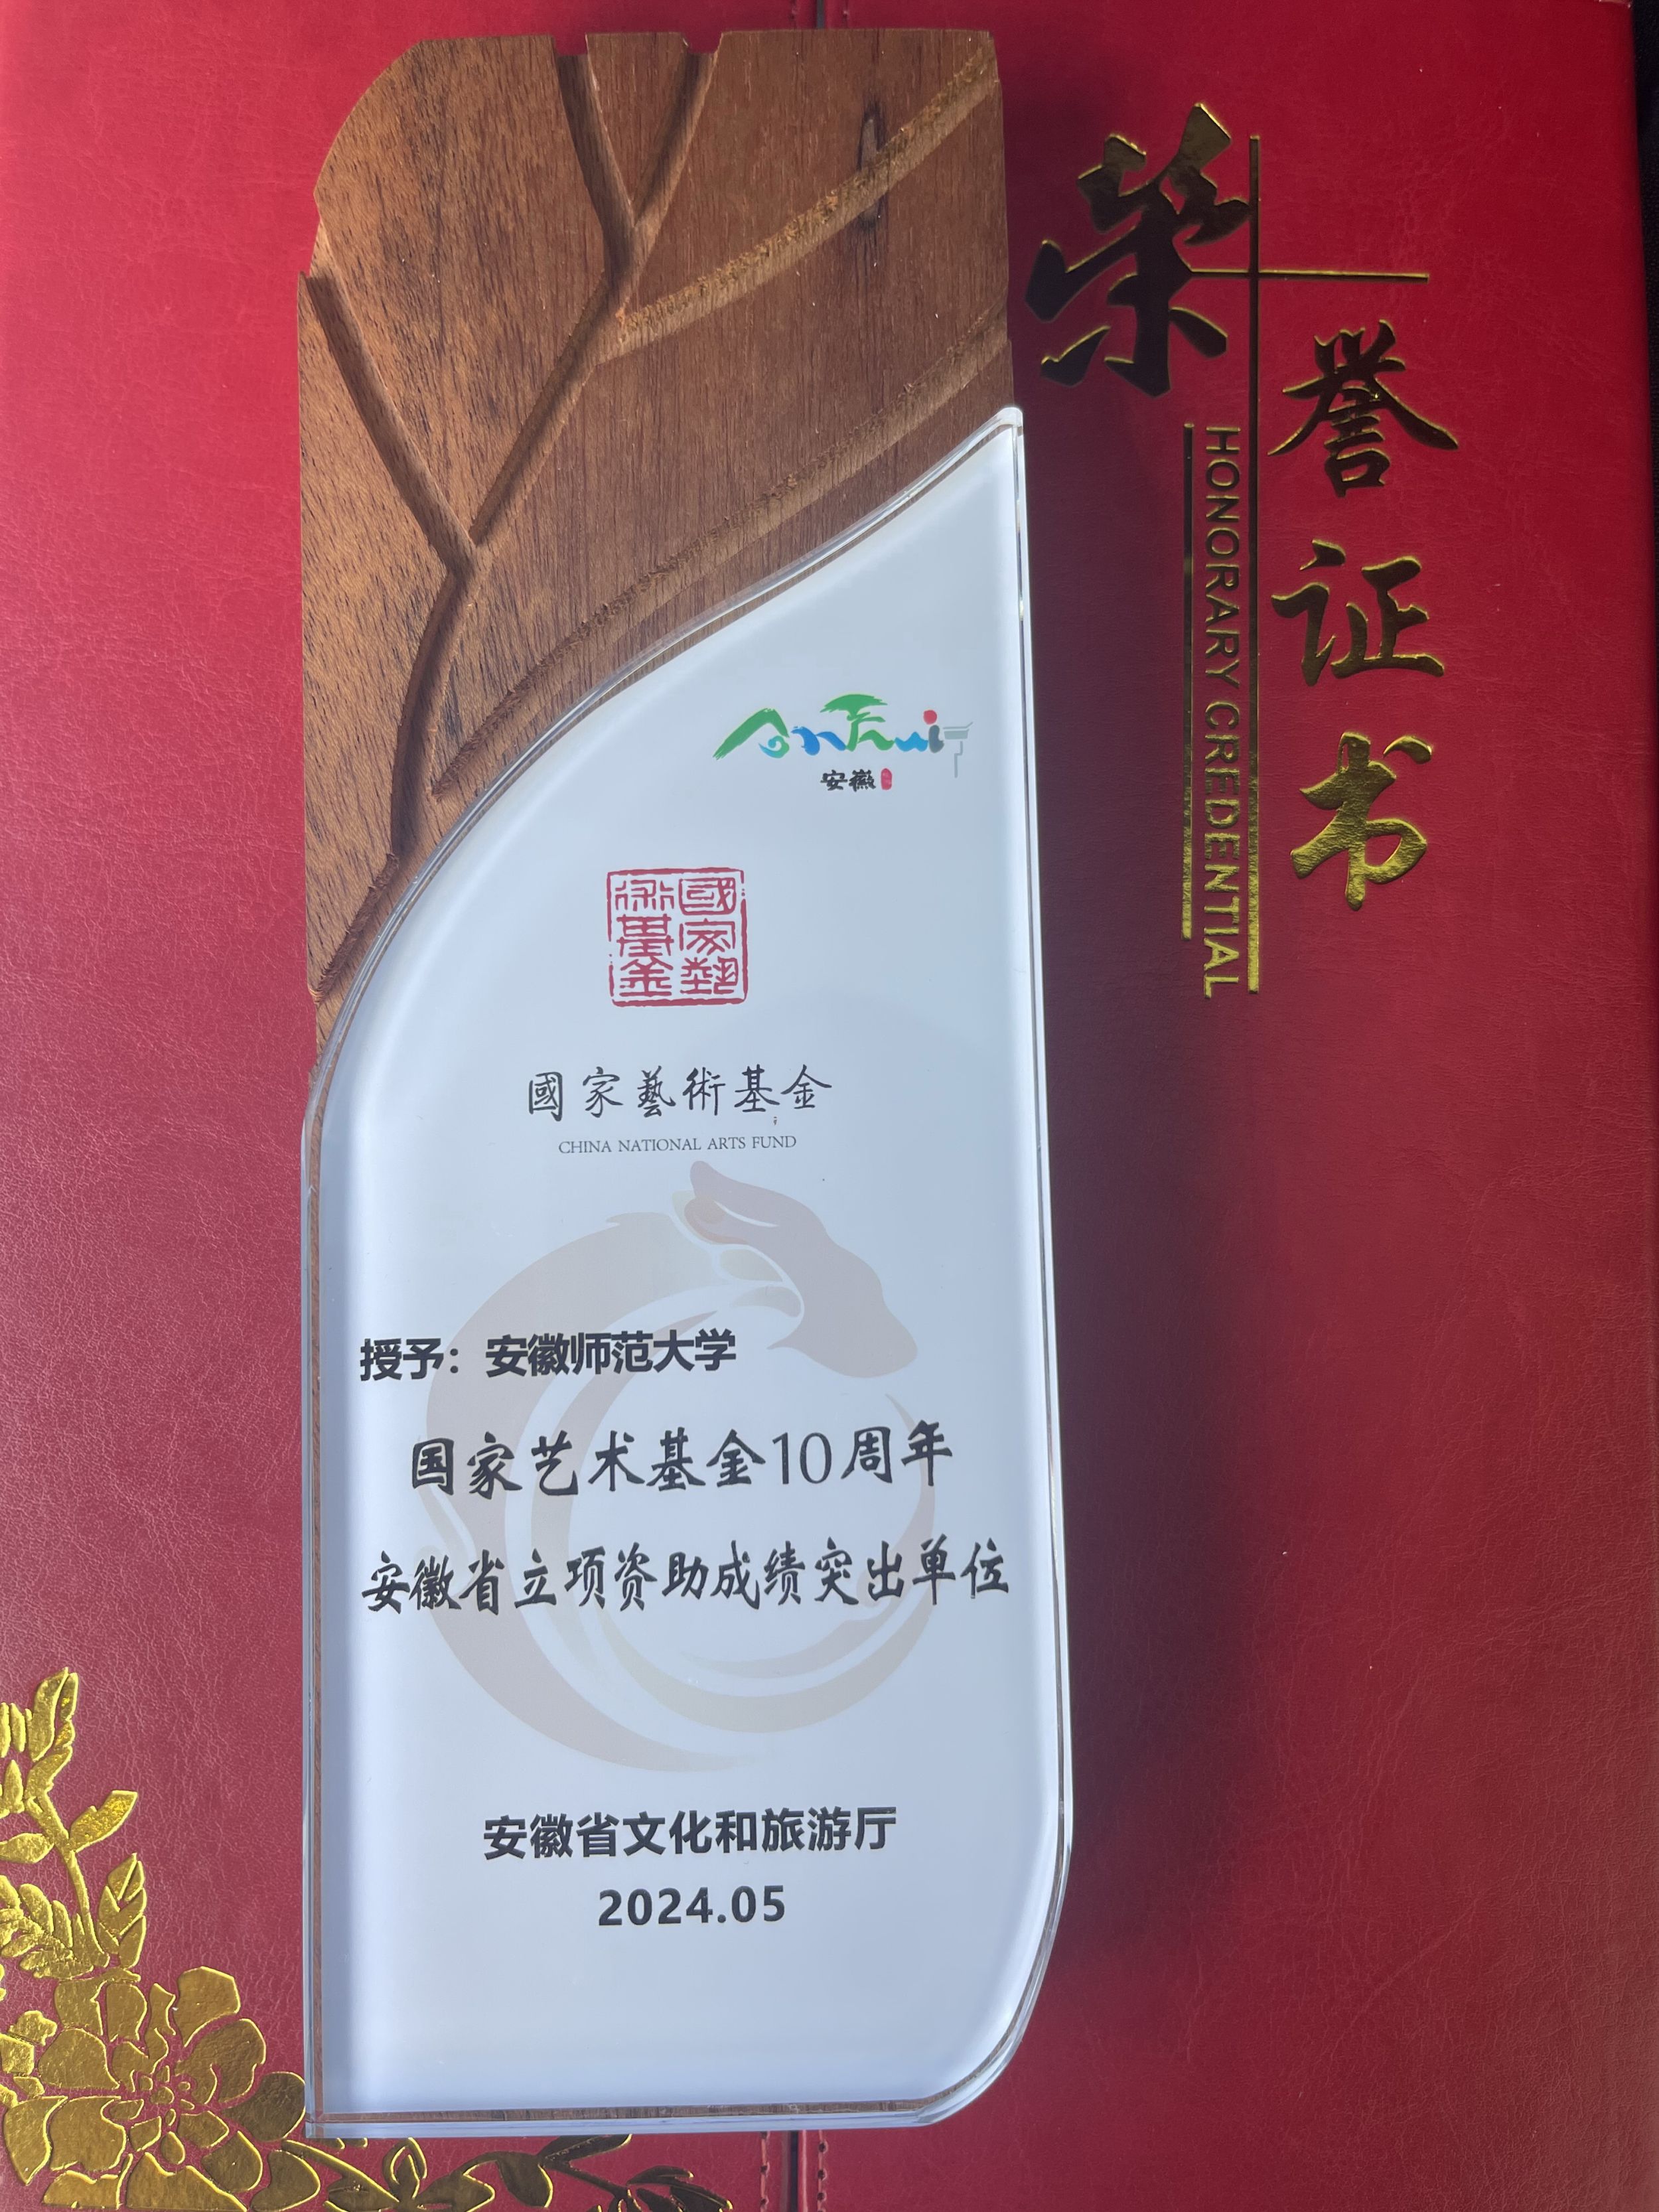 AnHui
安徽
國家藝術基金
國家藝術基金
CHINA NATIONAL ARTS FUND
授予：安徽师范大学
国家艺术基金10周年
安徽省立项资助成绩突出单位
安徽省文化和旅游厅
2024.05
荣誉证书
HONORARY CREDENTIAL